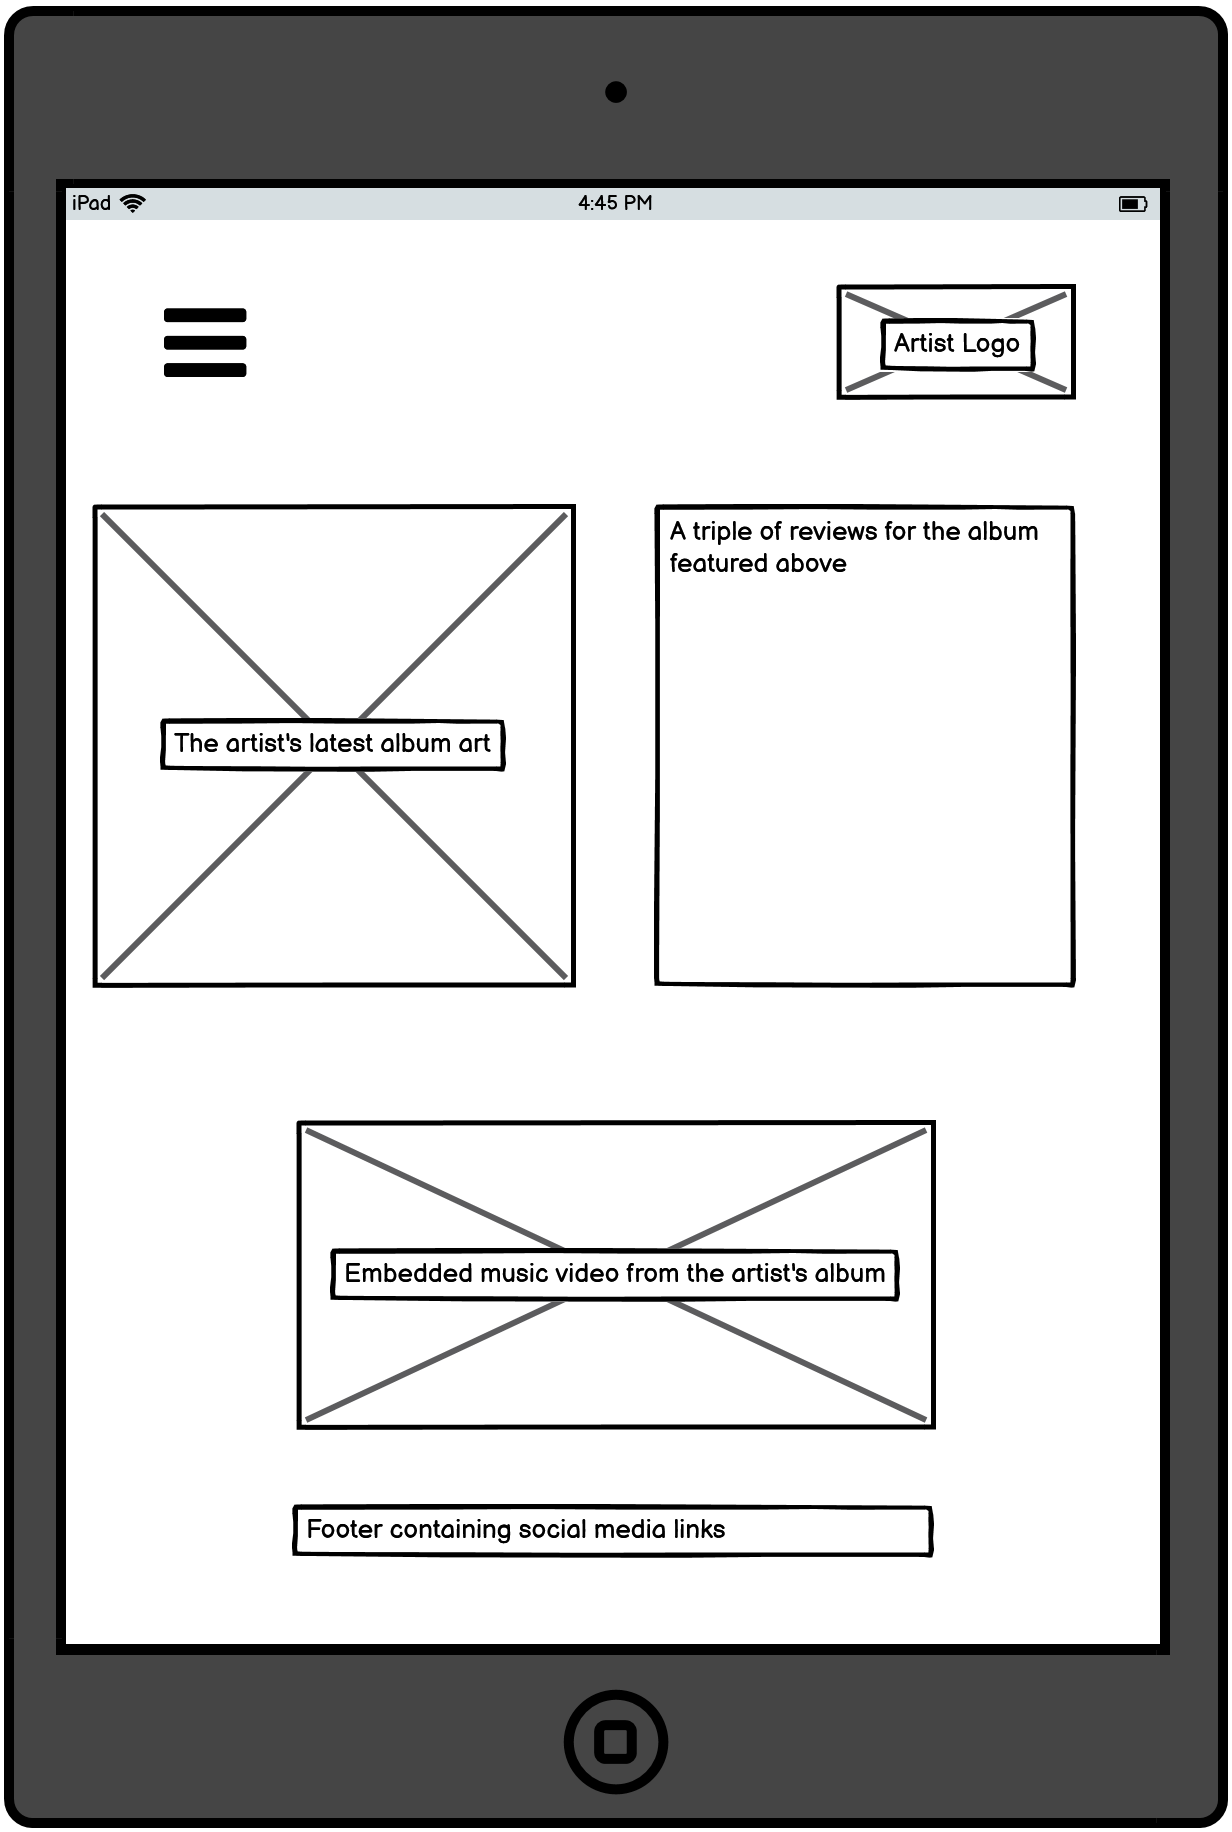 iPad
4:45 PM
Artist Logo
A triple of reviews for the album
featured above
The artist's latest album art
Embedded music video from the artist's album
Footer containing social media links